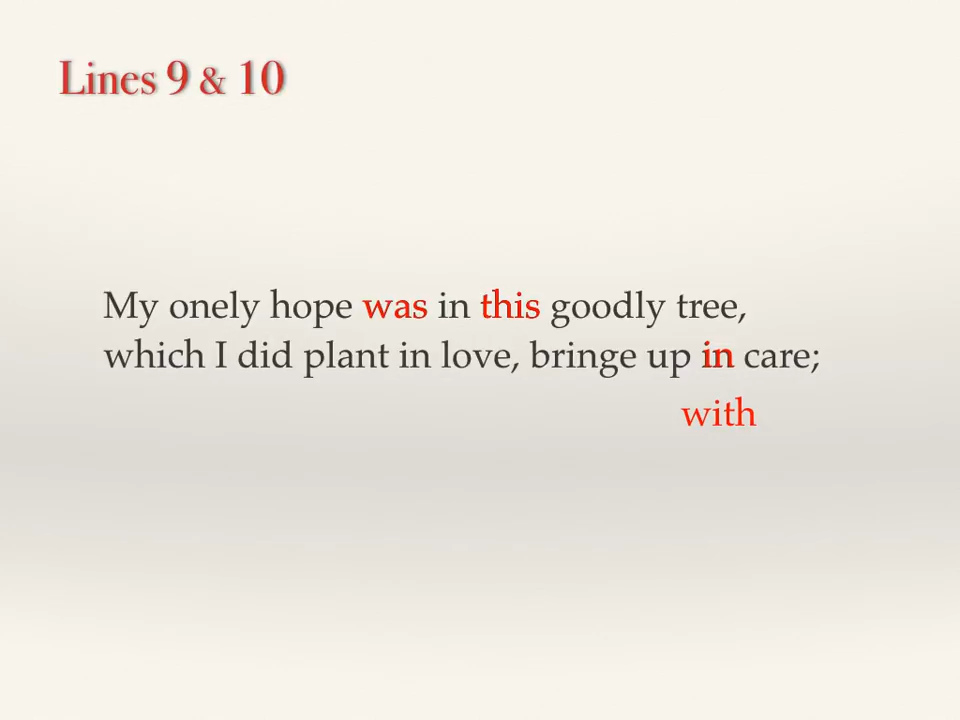 Lines 9 & 10
My onely hope was in this goodly tree,
which I did plant in love, bringe up in care;
with